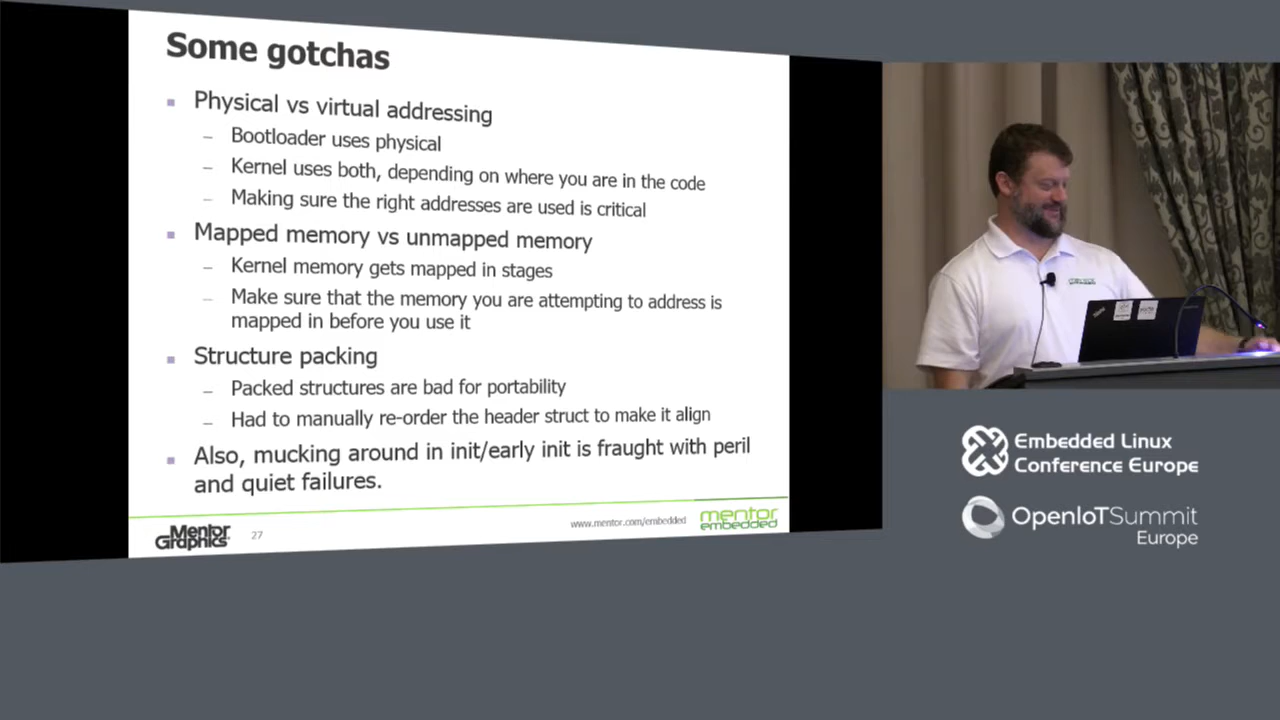 Some gotchas
Physical vs virtual addressing
– Bootloader uses physical
– Kernel uses both, depending on where you are in the code
– Making sure the right addresses are used is critical
Mapped memory vs unmapped memory
– Kernel memory gets mapped in stages
– Make sure that the memory you are attempting to address is
mapped in before you use it
Structure packing
– Packed structures are bad for portability
– Had to manually re-order the header struct to make it align
Also, mucking around in init/early init is fraught with peril
and quiet failures.
Mentor
Graphics
27
www.mentor.com/embedded
mentor
embedded
Embedded Linux
Conference Europe
OpenIoTSummit
Europe